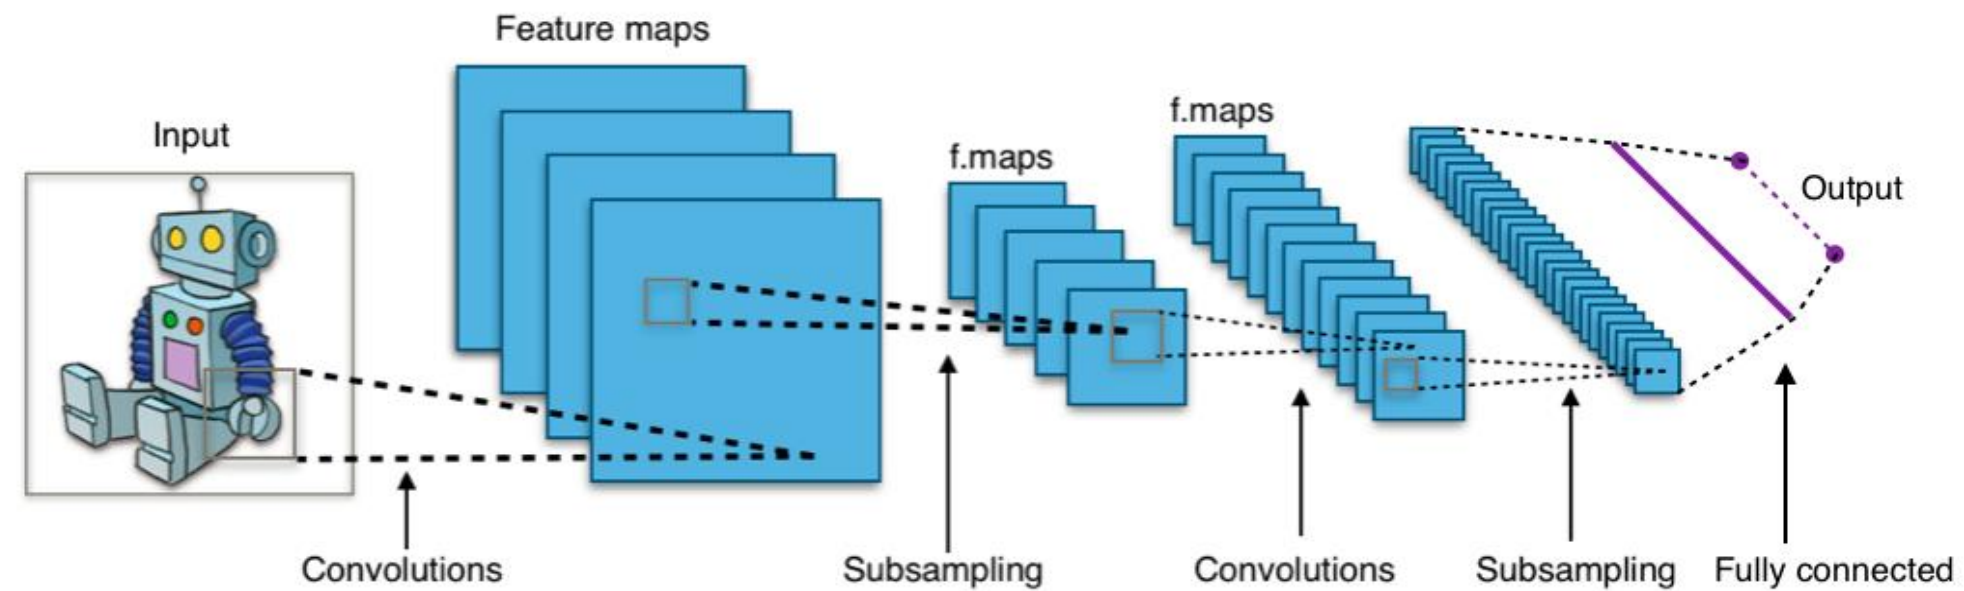 Feature maps
Input
f.maps
f.maps
Output
Convolutions
Subsampling
Convolutions
Subsampling
Fully connected